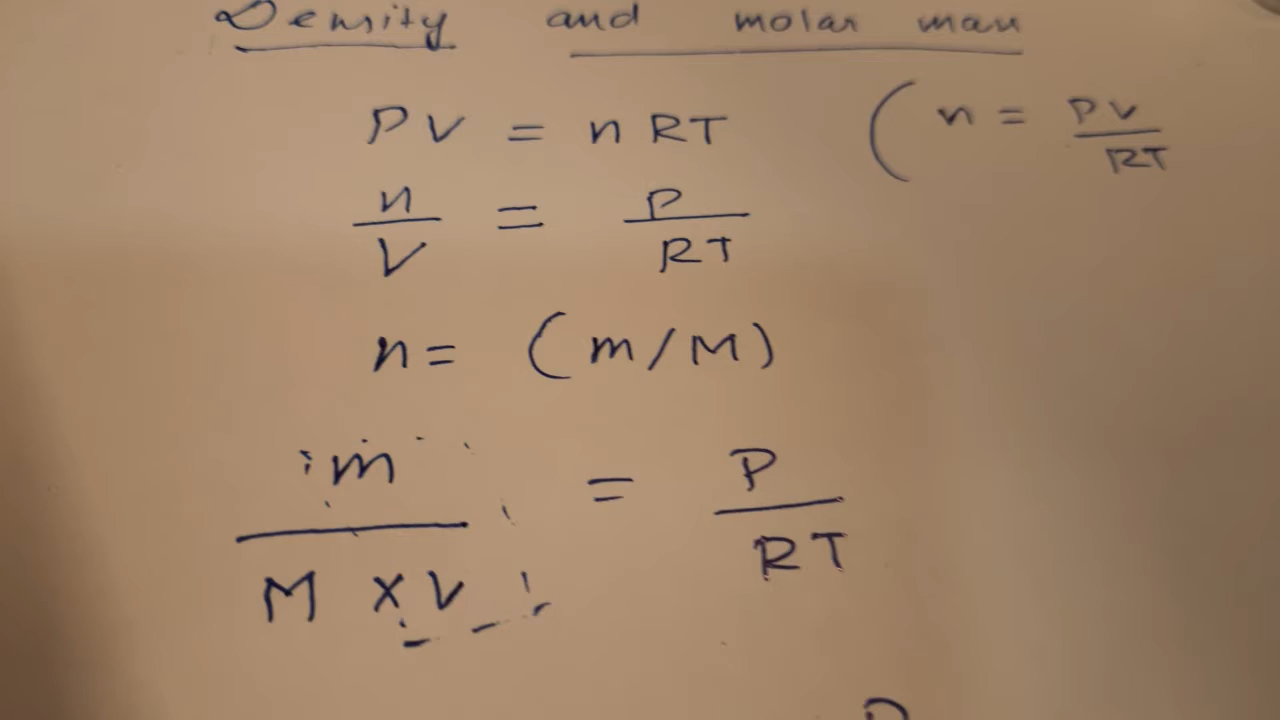 Density and molar mass
PV = nRT ( n = PV/RT
n/V = P/RT
n = (m/M)
m/M x V = P/RT
P